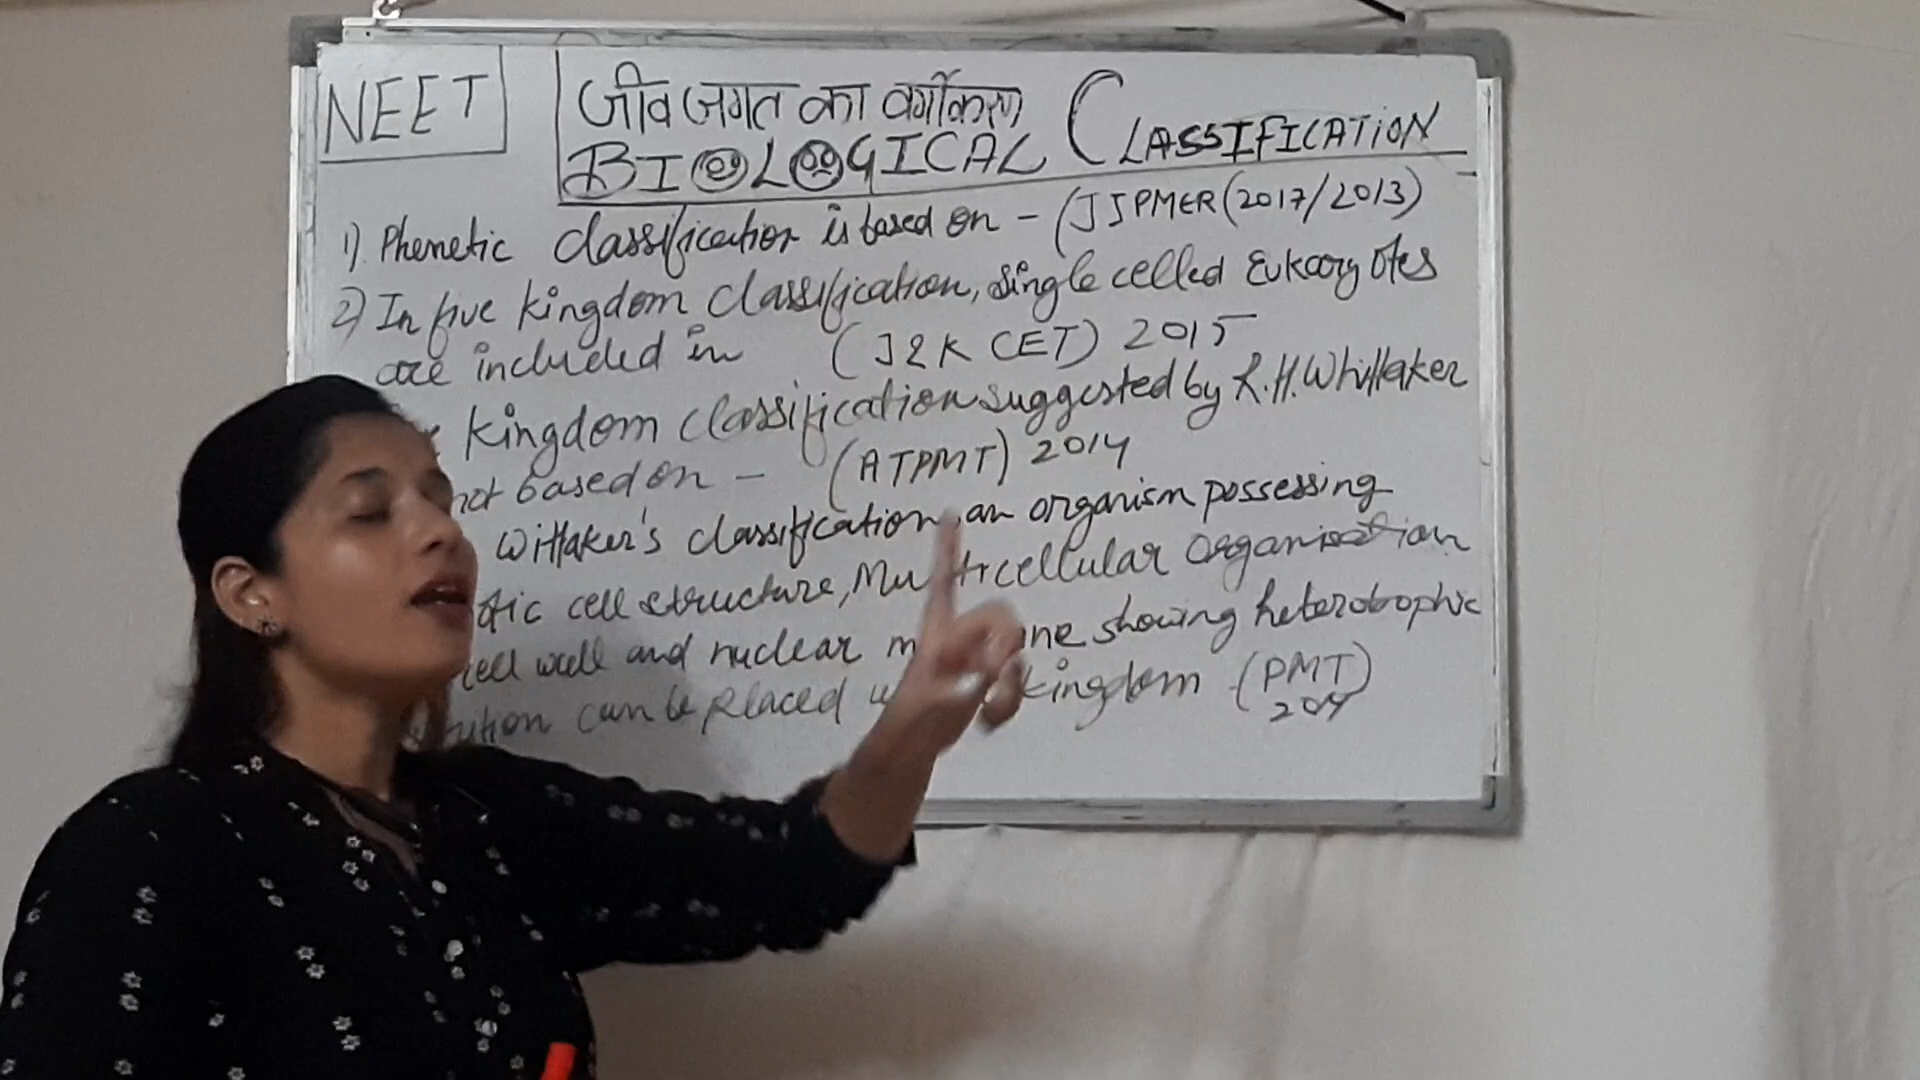 NEET
जीव जगत का वर्गीकरण
BIOLOGICAL CLASSIFICATION
1) Phenetic classification is based on - (JIPMER (2017/2013)
2) In five kingdom classification, single celled Eukaryotes
are included in (J&K CET) 2015
kingdom classification suggested by R.H. Whittaker
not based on - (AIPMT) 2014
Wittaker's classification, an organism possessing
cell structure, Multicellular organisation
cell wall and nuclear showing heterotrophic
can be placed kingdom (PMT)
2014